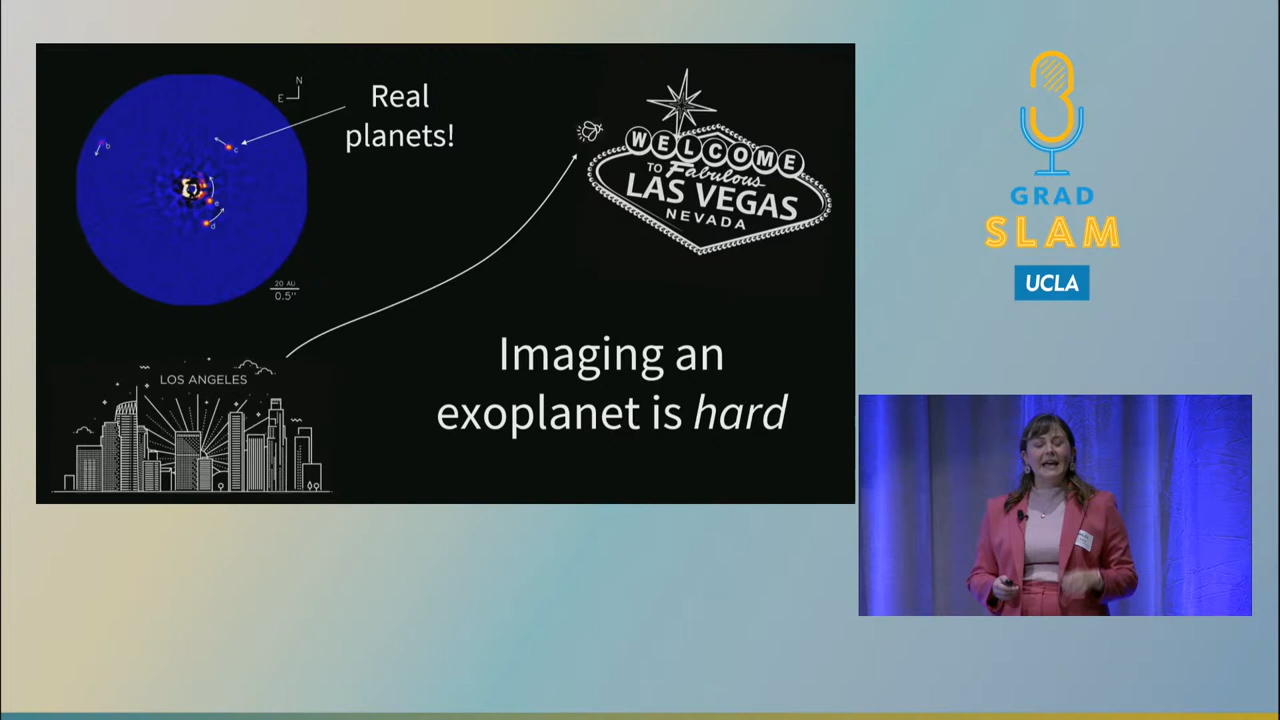 N
E
Real
planets!
b
c
e
d
20 AU
0.5"
WELCOME
TO Fabulous
LAS VEGAS
NEVADA
LOS ANGELES
Imaging an
exoplanet is hard
3
GRAD
SLAM
UCLA